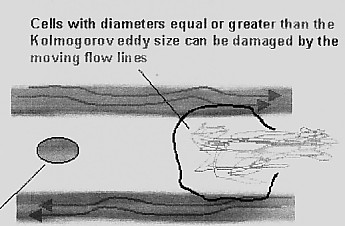 Cells with diameters equal or greater than the
Kolmogorov eddy size can be damaged by the
moving flow lines